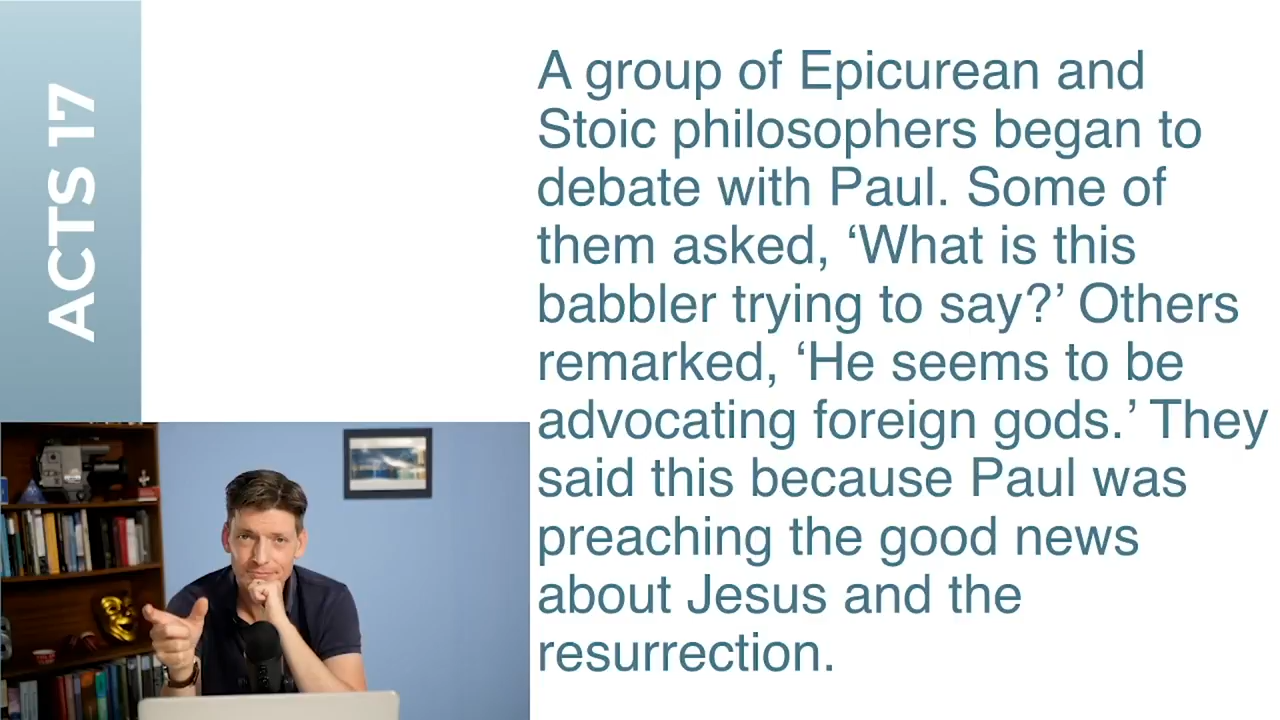 ACTS 17
A group of Epicurean and
Stoic philosophers began to
debate with Paul. Some of
them asked, ‘What is this
babbler trying to say?’ Others
remarked, ‘He seems to be
advocating foreign gods.’ They
said this because Paul was
preaching the good news
about Jesus and the
resurrection.